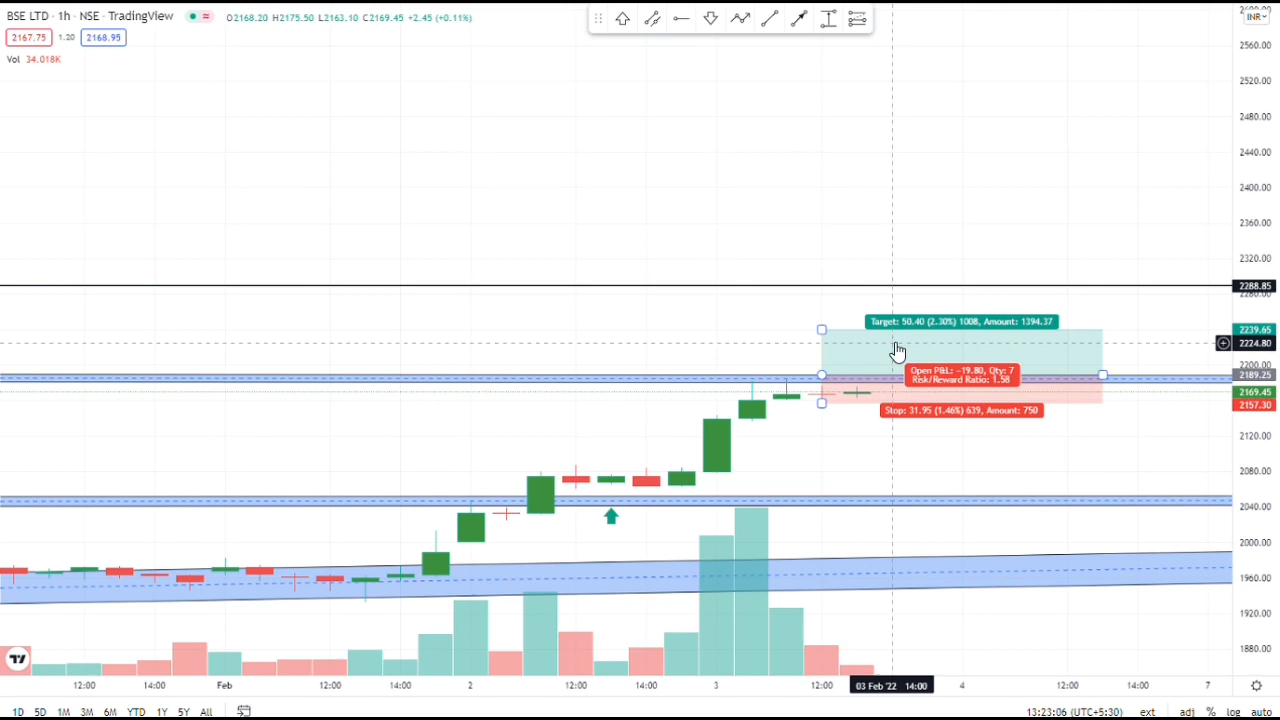 BSE LTD · 1h · NSE · TradingView
O2168.20 H2175.50 L2163.10 C2169.45 +2.45 (+0.11%)
INR
2167.75 1.20 2168.95
Vol 34.018K
2560.00
2520.00
2480.00
2440.00
2400.00
2360.00
2320.00
2288.85
2280.00
Target: 50.40 (2.30%) 1008, Amount: 1394.37
2239.65
2224.80
2200.00
Open P&L: −19.80, Qty: 7
Risk/Reward Ratio: 1.58
2189.25
2169.45
2157.30
Stop: 31.95 (1.46%) 639, Amount: 750
2120.00
2080.00
2040.00
2000.00
1960.00
1920.00
1880.00
12:00 14:00 Feb 12:00 14:00 2 12:00 14:00 3 12:00 03 Feb '22 14:00 4 12:00 14:00 7
1D 5D 1M 3M 6M YTD 1Y 5Y All
13:23:06 (UTC+5:30) ext adj % log auto